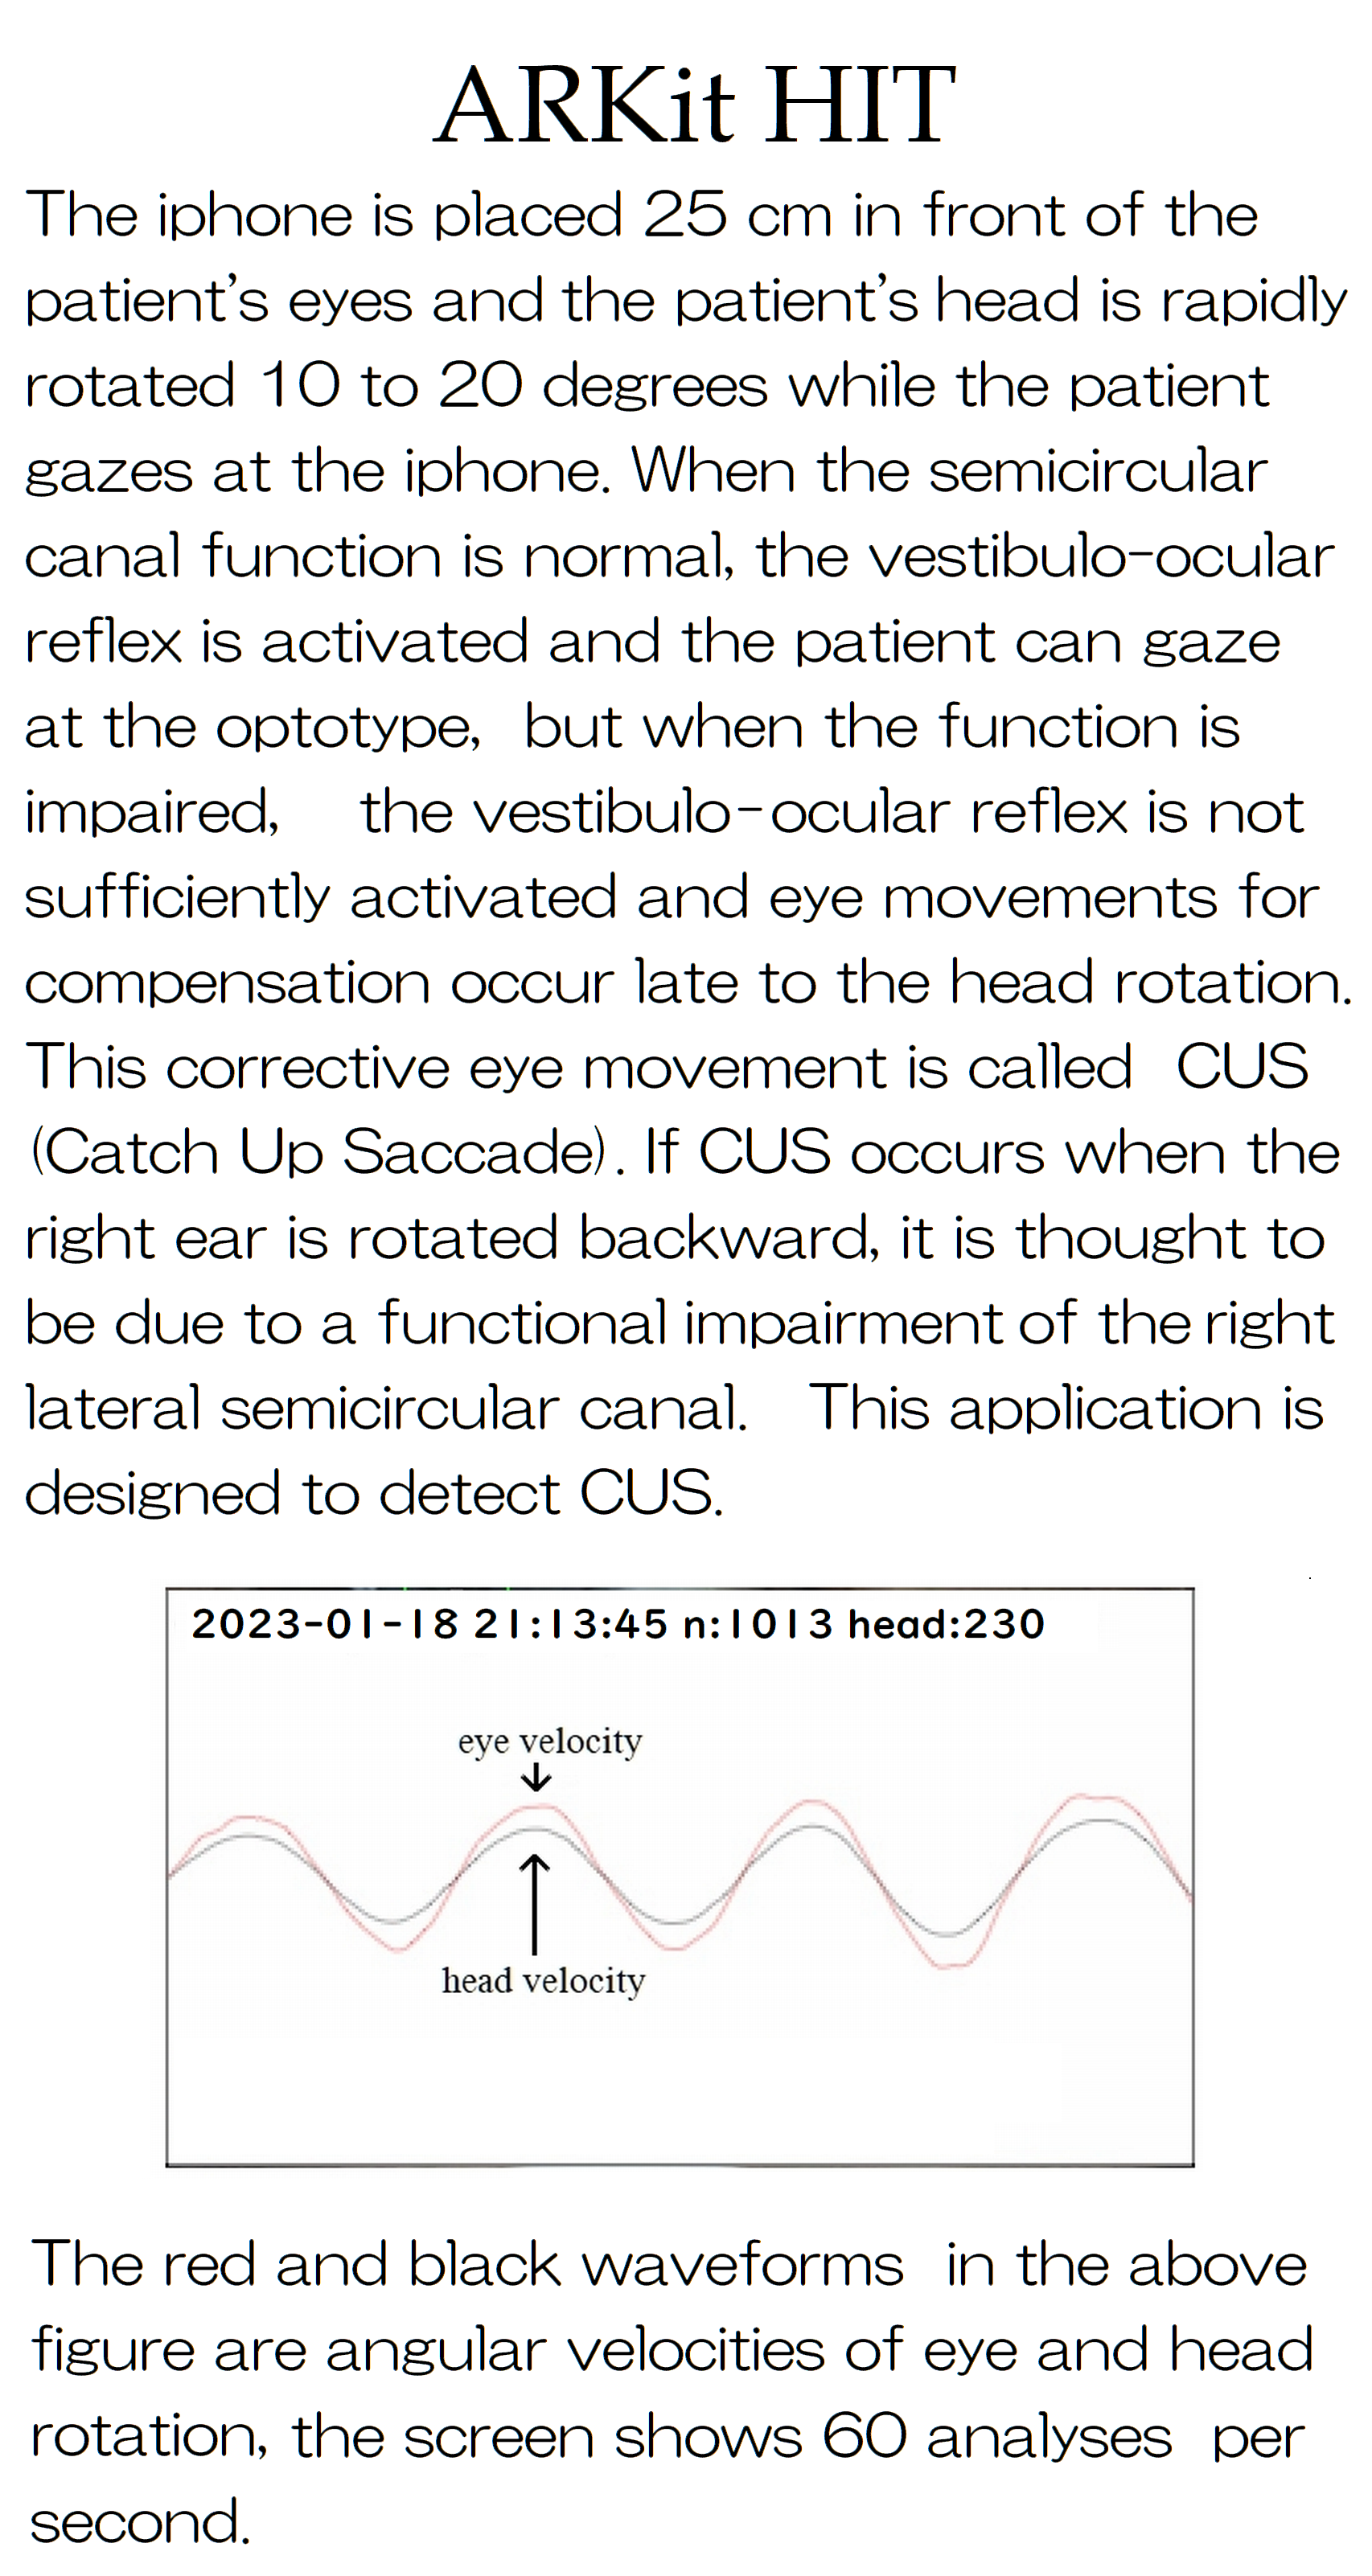 ARKit HIT
The iphone is placed 25 cm in front of the
patient’s eyes and the patient’s head is rapidly
rotated 10 to 20 degrees while the patient
gazes at the iphone. When the semicircular
canal function is normal, the vestibulo-ocular
reflex is activated and the patient can gaze
at the optotype, but when the function is
impaired, the vestibulo-ocular reflex is not
sufficiently activated and eye movements for
compensation occur late to the head rotation.
This corrective eye movement is called CUS
(Catch Up Saccade). If CUS occurs when the
right ear is rotated backward, it is thought to
be due to a functional impairment of the right
lateral semicircular canal. This application is
designed to detect CUS.
2023-01-18 21:13:45 n:1013 head:230
eye velocity
head velocity
The red and black waveforms in the above
figure are angular velocities of eye and head
rotation, the screen shows 60 analyses per
second.